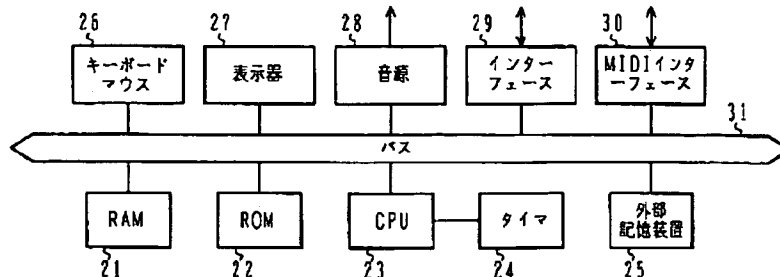 26
27
28
29
30
キーボード
マウス
表示器
音源
インター
フェース
MIDIインタ
ーフェース
31
バス
RAM
ROM
CPU
タイマ
外部
記憶装置
21
22
23
24
25